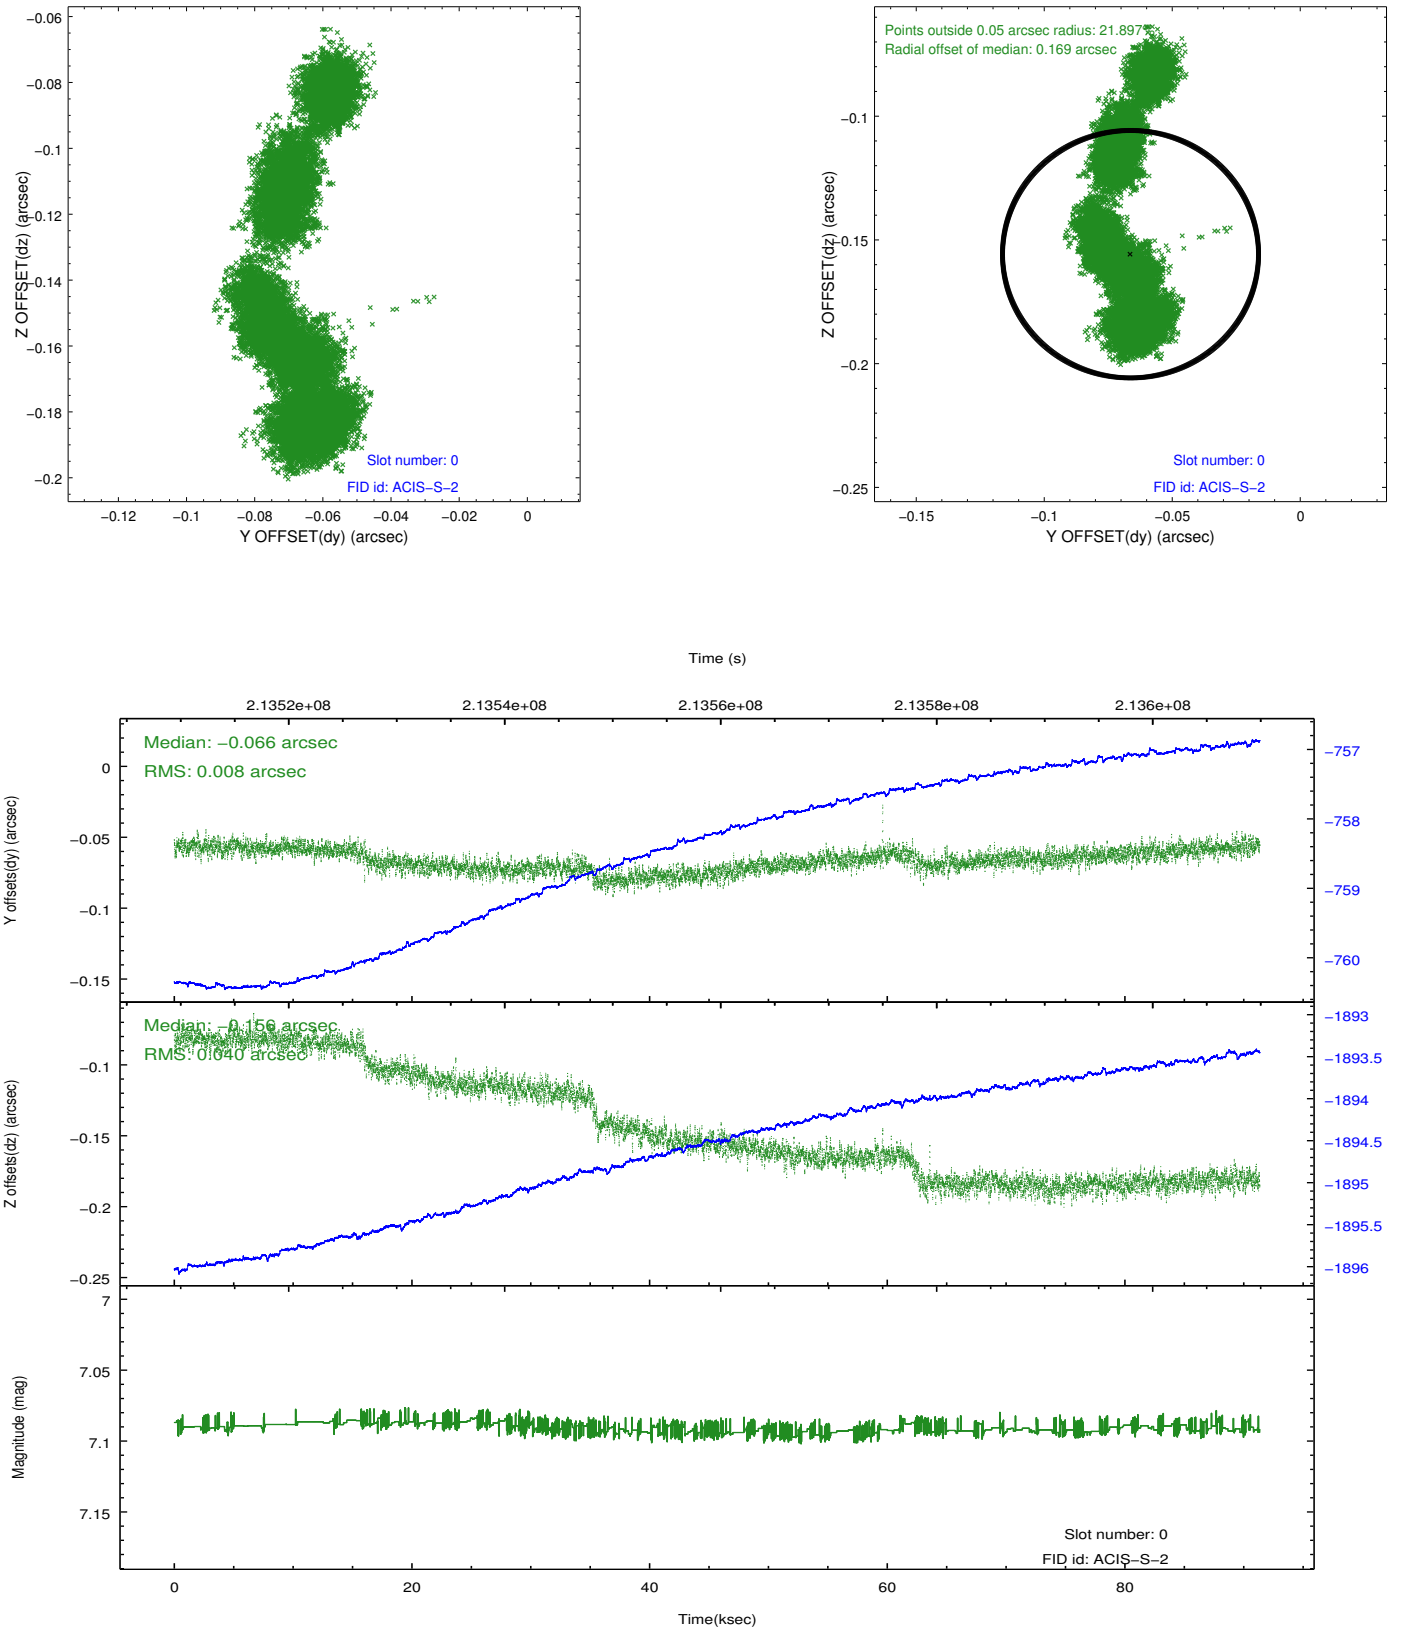 −0.06
−0.08
−0.1
−0.12
−0.14
−0.16
−0.18
−0.2
Z OFFSET(dz) (arcsec)
Slot number: 0
FID id: ACIS−S−2
−0.12 −0.1 −0.08 −0.06 −0.04 −0.02 0
Y OFFSET(dy) (arcsec)
Points outside 0.05 arcsec radius: 21.897
Radial offset of median: 0.169 arcsec
−0.1
−0.15
−0.2
−0.25
Z OFFSET(dz) (arcsec)
Slot number: 0
FID id: ACIS−S−2
−0.15 −0.1 −0.05 0
Y OFFSET(dy) (arcsec)
Time (s)
2.1352e+08 2.1354e+08 2.1356e+08 2.1358e+08 2.136e+08
Median: −0.066 arcsec
RMS: 0.008 arcsec
0
−0.05
−0.1
−0.15
Y offsets(dy) (arcsec)
−757
−758
−759
−760
Median: −0.156 arcsec
RMS: 0.040 arcsec
−0.1
−0.15
−0.2
−0.25
Z offsets(dz) (arcsec)
−1893
−1893.5
−1894
−1894.5
−1895
−1895.5
−1896
7
7.05
7.1
7.15
Magnitude (mag)
Slot number: 0
FID id: ACIS−S−2
0 20 40 60 80
Time(ksec)